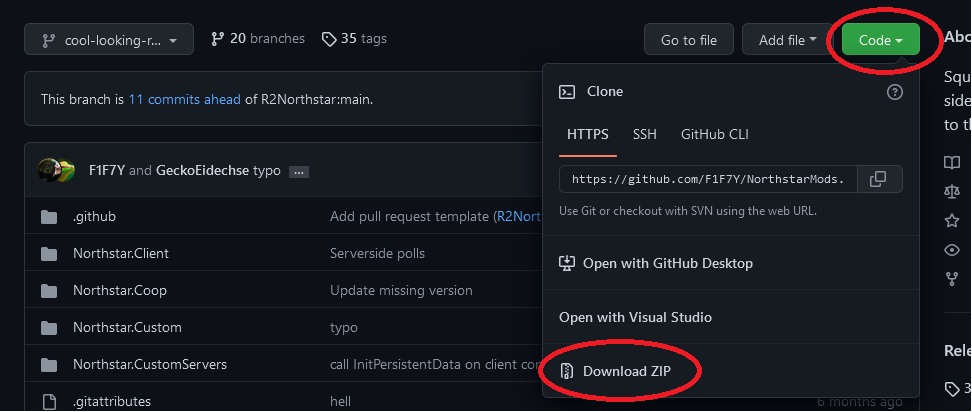 cool-looking-r... 20 branches 35 tags Go to file Add file Code
This branch is 11 commits ahead of R2Northstar:main.
F1F7Y and GeckoEidechse typo ...
.github Add pull request template (R2Nort
Northstar.Client Serverside polls
Northstar.Coop Update missing version
Northstar.Custom typo
Northstar.CustomServers call InitPersistentData on client con
.gitattributes hell 6 months ago
Clone
HTTPS SSH GitHub CLI
https://github.com/F1F7Y/NorthstarMods.
Use Git or checkout with SVN using the web URL.
Open with GitHub Desktop
Open with Visual Studio
Download ZIP
Abo
Squ
side
to th
Rele
3